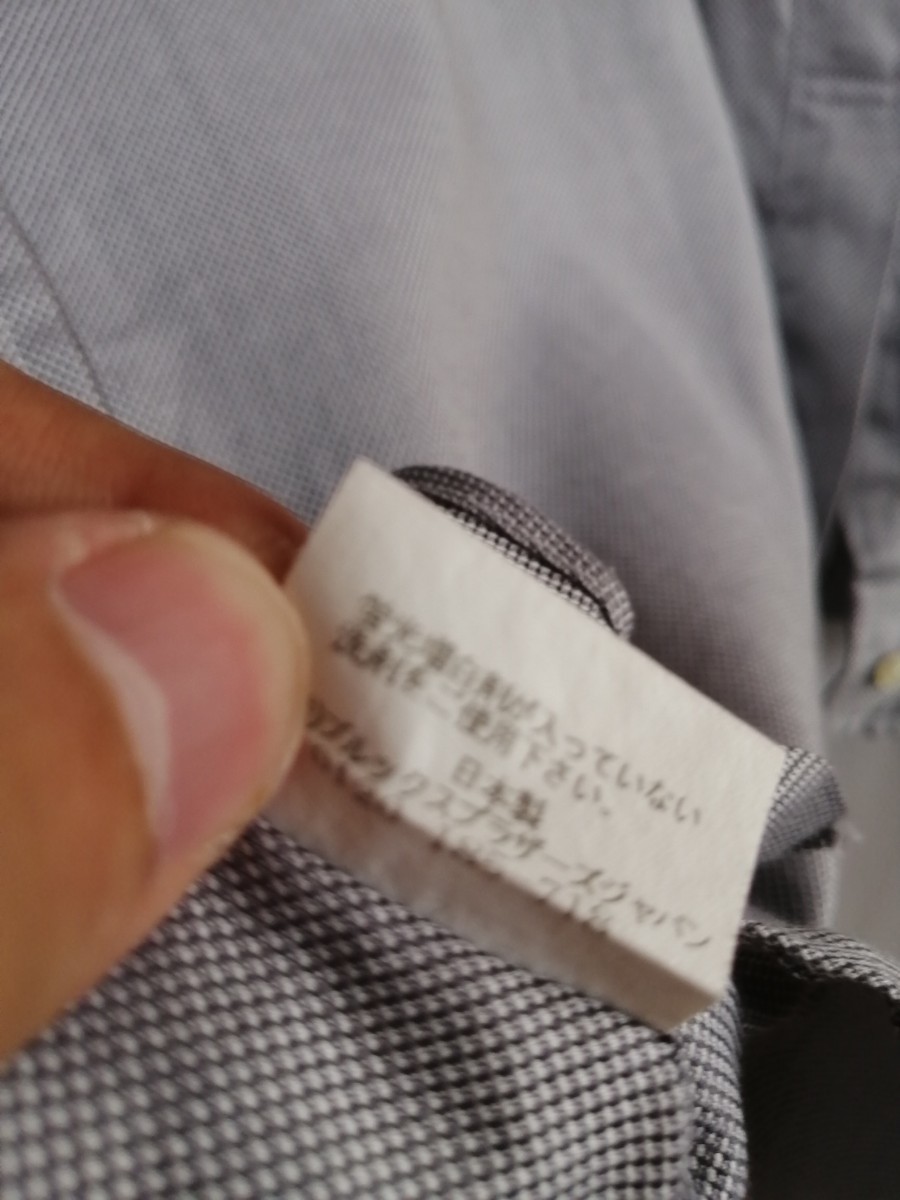 蛍光増白剤が入っていない
洗剤をご使用下さい。
日本製
ブルックスブラザーズジャパン